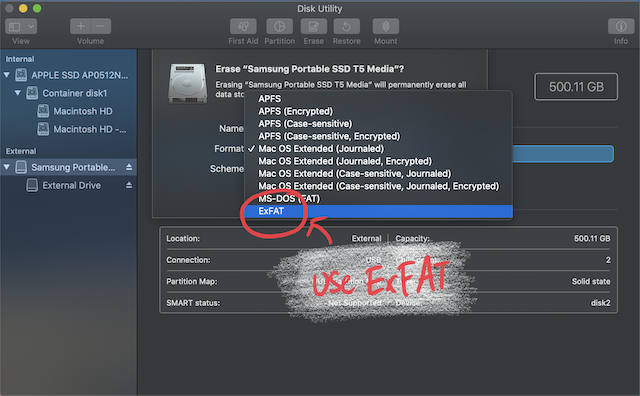 Disk Utility
View
Volume
First Aid
Partition
Erase
Restore
Mount
Info
Internal
APPLE SSD AP0512N...
Container disk1
Macintosh HD
Macintosh HD -...
External
Samsung Portable...
External Drive
Erase “Samsung Portable SSD T5 Media”?
Erasing “Samsung Portable SSD T5 Media” will permanently erase all
data sto
500.11 GB
Name
Format
Scheme
APFS
APFS (Encrypted)
APFS (Case-sensitive)
APFS (Case-sensitive, Encrypted)
✓ Mac OS Extended (Journaled)
Mac OS Extended (Journaled, Encrypted)
Mac OS Extended (Case-sensitive, Journaled)
Mac OS Extended (Case-sensitive, Journaled, Encrypted)
MS-DOS (FAT)
ExFAT
USE ExFAT
Location: External
Capacity: 500.11 GB
Connection: USB
2
Partition Map:
Solid state
SMART status: Not Supported
Device: disk2